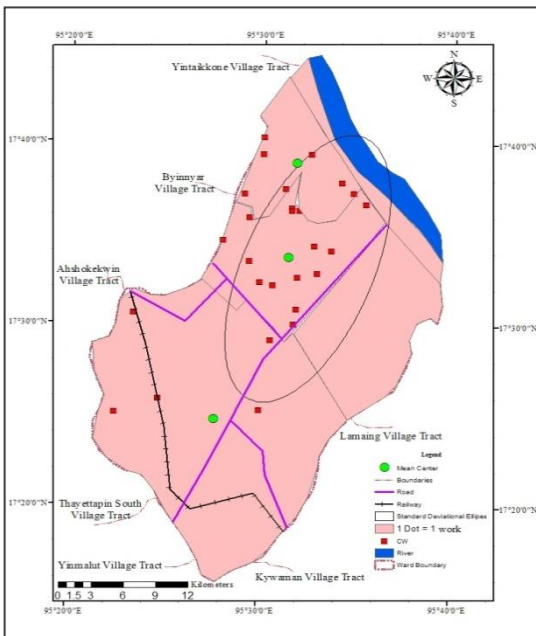 95°20'0"E 95°30'0"E 95°40'0"E
Yintaikkone Village Tract
N
W E
S
17°40'0"N 17°40'0"N
Byinnyar
Village Tract
Ahshokekwin
Village Tract
17°30'0"N 17°30'0"N
Lamaing Village Tract
Legend
Mean Center
Boundaries
Road
Railway
Standard Deviational Ellipes
1 Dot = 1 work
CW
River
Ward Boundary
17°20'0"N 17°20'0"N
Thayettapin South
Village Tract
Yinmalut Village Tract
Kywaman Village Tract
Kilometers
0 1.5 3 6 9 12
95°20'0"E 95°30'0"E 95°40'0"E